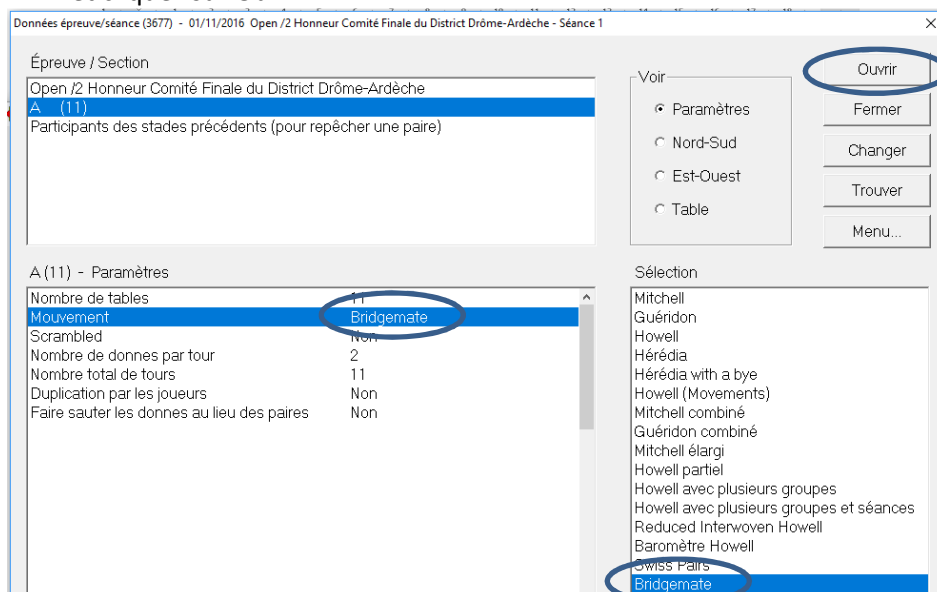 Données épreuve/séance (3677) - 01/11/2016 Open /2 Honneur Comité Finale du District Drôme-Ardèche - Séance 1
Épreuve / Section
Open /2 Honneur Comité Finale du District Drôme-Ardèche
A (11)
Participants des stades précédents (pour repêcher une paire)
Voir
Paramètres
Nord-Sud
Est-Ouest
Table
Ouvrir
Fermer
Changer
Trouver
Menu...
A (11) - Paramètres
Nombre de tables 11
Mouvement Bridgemate
Scrambled Non
Nombre de donnes par tour 2
Nombre total de tours 11
Duplication par les joueurs Non
Faire sauter les donnes au lieu des paires Non
Sélection
Mitchell
Guéridon
Howell
Hérédia
Hérédia with a bye
Howell (Movements)
Mitchell combiné
Guéridon combiné
Mitchell élargi
Howell partiel
Howell avec plusieurs groupes
Howell avec plusieurs groupes et séances
Reduced Interwoven Howell
Baromètre Howell
Swiss Pairs
Bridgemate